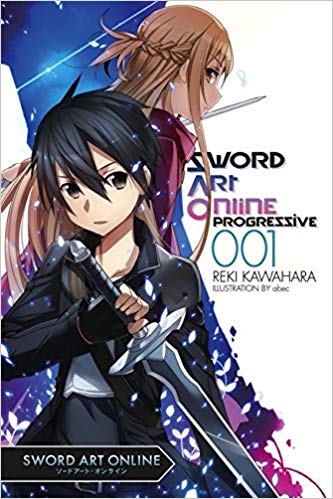 SWORD
ART
ONLINE
PROGRESSIVE
001
REKI KAWAHARA
ILLUSTRATION BY abec
SWORD ART ONLINE
ソードアート・オンライン